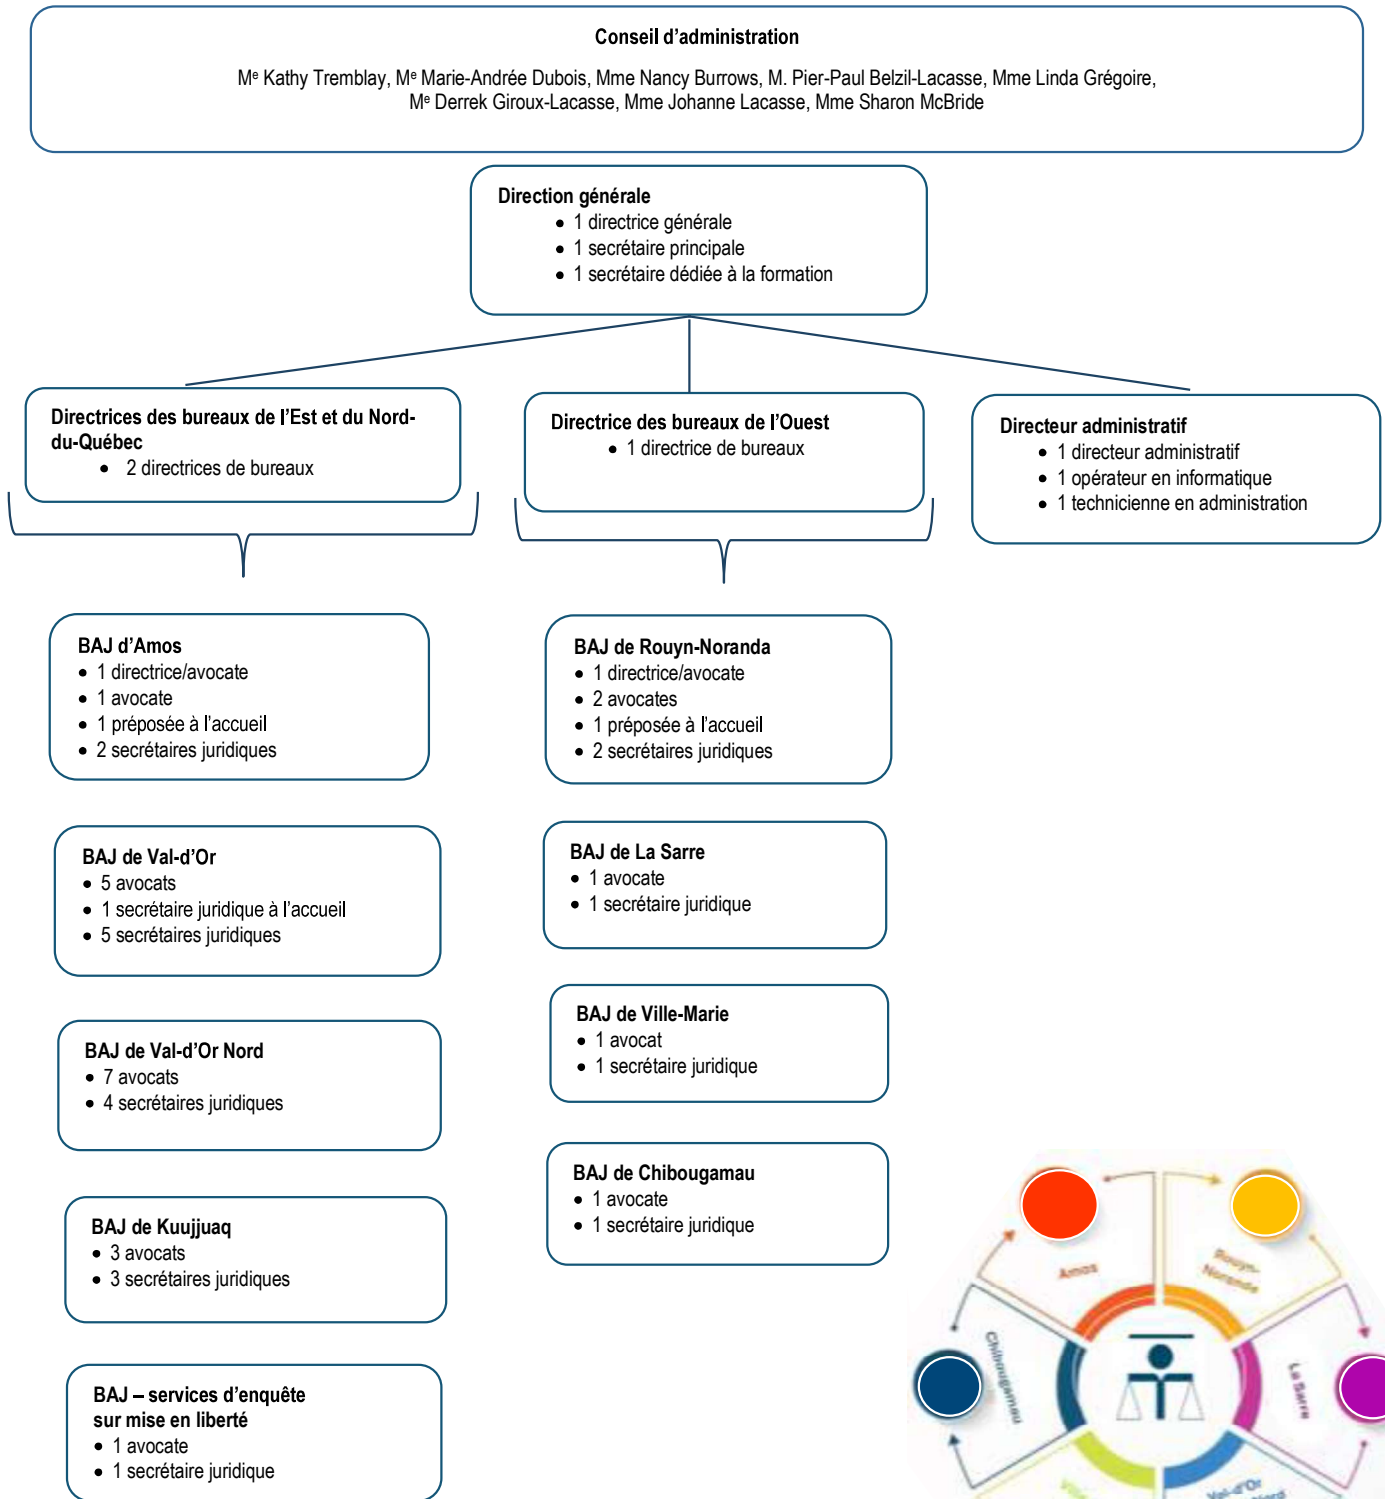 Conseil d'administration
Mᵉ Kathy Tremblay, Mᵉ Marie-Andrée Dubois, Mme Nancy Burrows, M. Pier-Paul Belzil-Lacasse, Mme Linda Grégoire,
Mᵉ Derrek Giroux-Lacasse, Mme Johanne Lacasse, Mme Sharon McBride
Direction générale
• 1 directrice générale
• 1 secrétaire principale
• 1 secrétaire dédiée à la formation
Directrices des bureaux de l'Est et du Nord-
du-Québec
• 2 directrices de bureaux
Directrice des bureaux de l'Ouest
• 1 directrice de bureaux
Directeur administratif
• 1 directeur administratif
• 1 opérateur en informatique
• 1 technicienne en administration
BAJ d'Amos
• 1 directrice/avocate
• 1 avocate
• 1 préposée à l'accueil
• 2 secrétaires juridiques
BAJ de Val-d'Or
• 5 avocats
• 1 secrétaire juridique à l'accueil
• 5 secrétaires juridiques
BAJ de Val-d'Or Nord
• 7 avocats
• 4 secrétaires juridiques
BAJ de Kuujjuaq
• 3 avocats
• 3 secrétaires juridiques
BAJ – services d'enquête
sur mise en liberté
• 1 avocate
• 1 secrétaire juridique
BAJ de Rouyn-Noranda
• 1 directrice/avocate
• 2 avocates
• 1 préposée à l'accueil
• 2 secrétaires juridiques
BAJ de La Sarre
• 1 avocate
• 1 secrétaire juridique
BAJ de Ville-Marie
• 1 avocat
• 1 secrétaire juridique
BAJ de Chibougamau
• 1 avocate
• 1 secrétaire juridique
Amos
Rouyn-
Noranda
Chibougamau
La Sarre
Val-d'Or